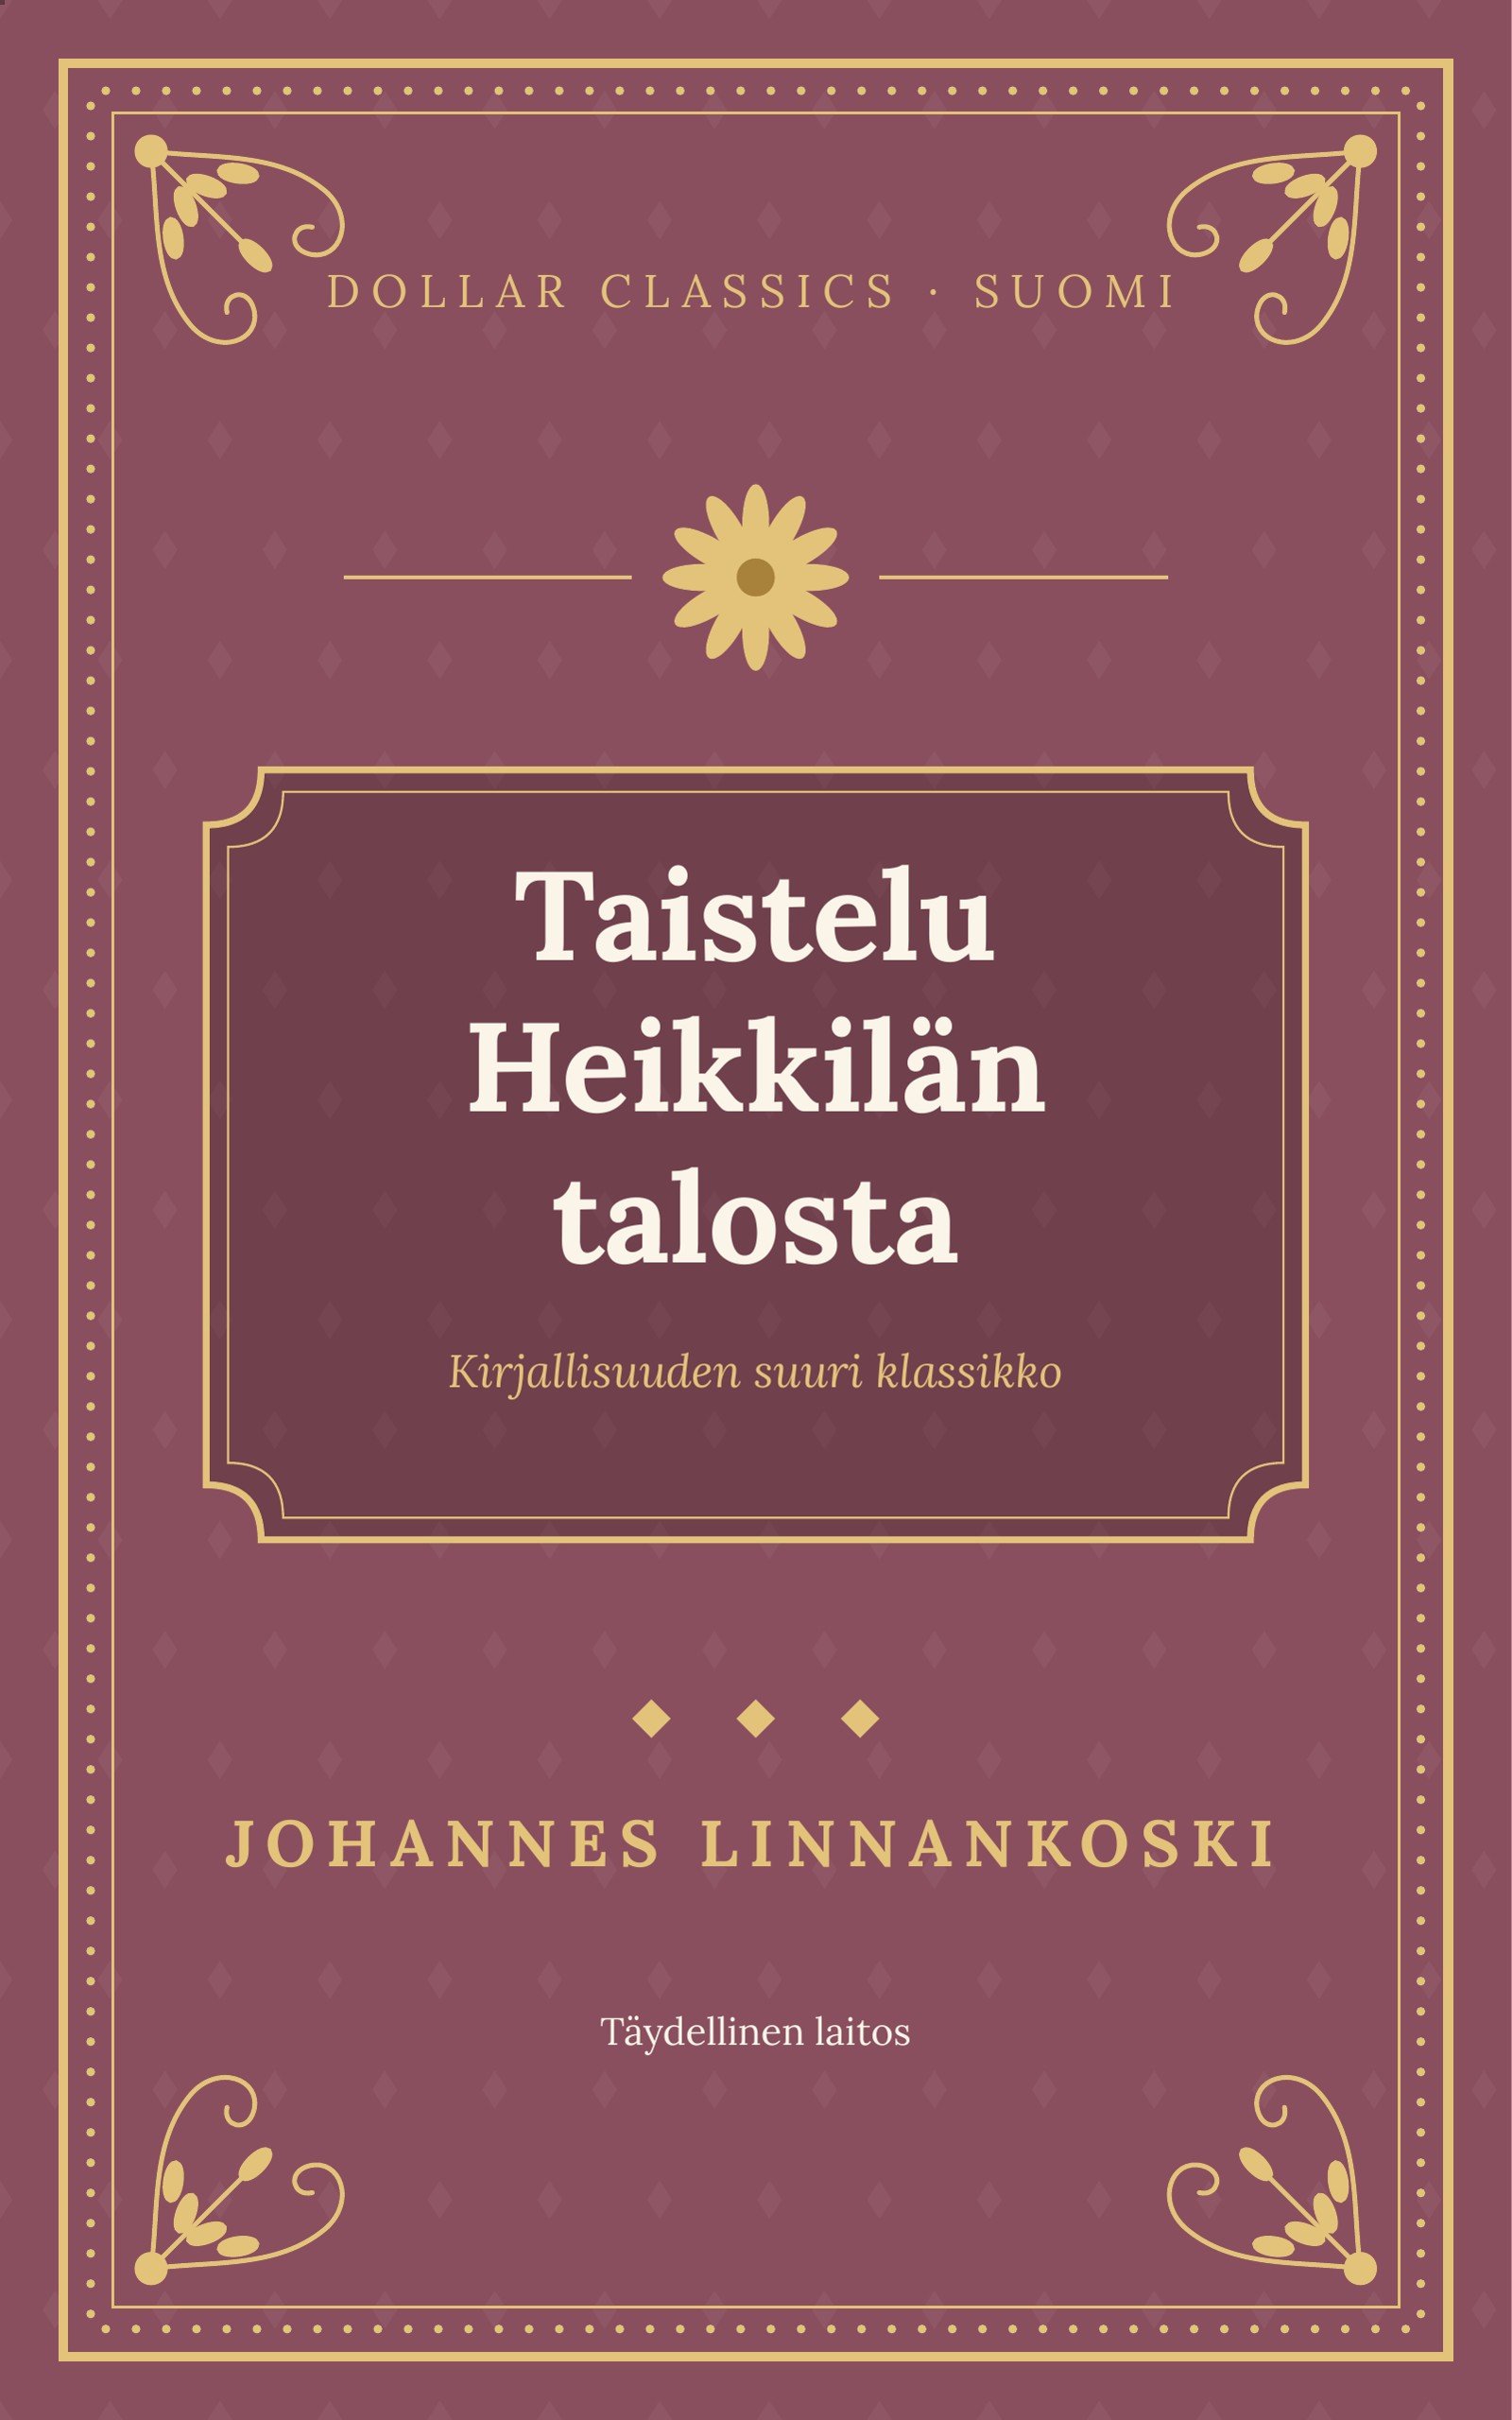 DOLLAR CLASSICS · SUOMI
Taistelu
Heikkilän
talosta
Kirjallisuuden suuri klassikko
JOHANNES LINNANKOSKI
Täydellinen laitos